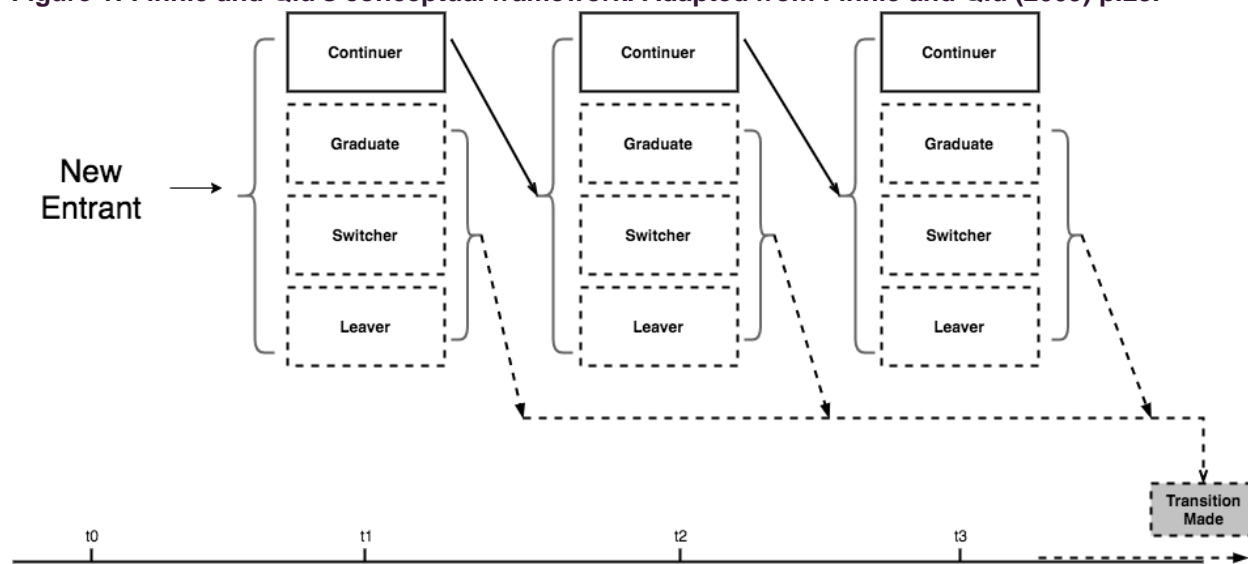 Continuer
Continuer
Continuer
Graduate
Graduate
Graduate
New
Entrant
Switcher
Switcher
Switcher
Leaver
Leaver
Leaver
Transition
Made
t0
t1
t2
t3